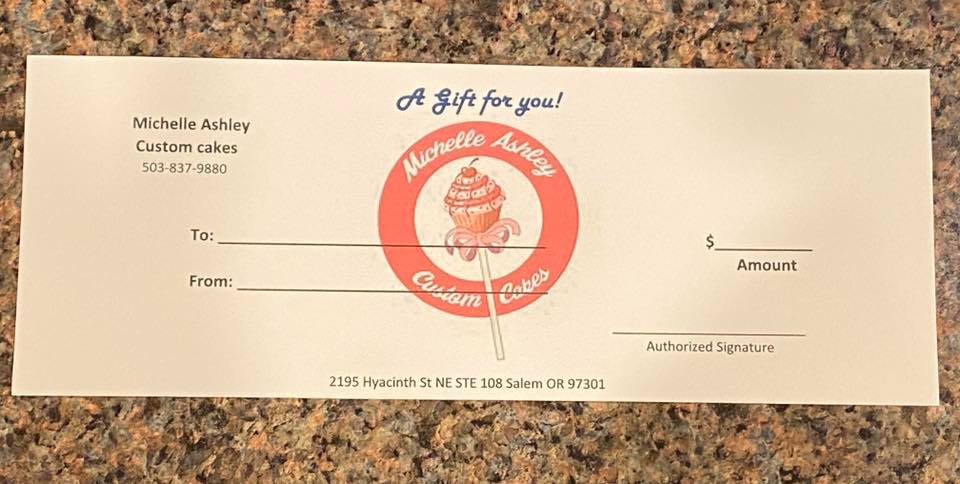 A Gift for you!
Michelle Ashley
Custom cakes
503-837-9880
Michelle Ashley
Custom Cakes
To:
From:
$
Amount
Authorized Signature
2195 Hyacinth St NE STE 108 Salem OR 97301